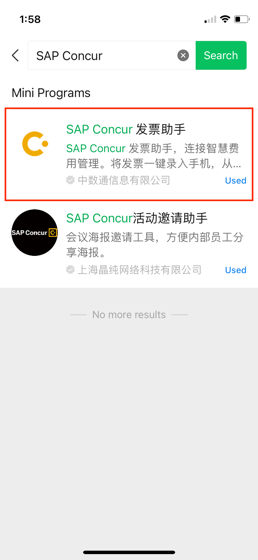 1:58
SAP Concur
Search
Mini Programs
SAP Concur 发票助手
SAP Concur 发票助手，连接智慧费
用管理。将发票一键录入手机，从...
中数通信息有限公司
Used
SAP Concur
SAP Concur活动邀请助手
会议海报邀请工具，方便内部员工分
享海报。
上海晶纯网络科技有限公司
Used
No more results